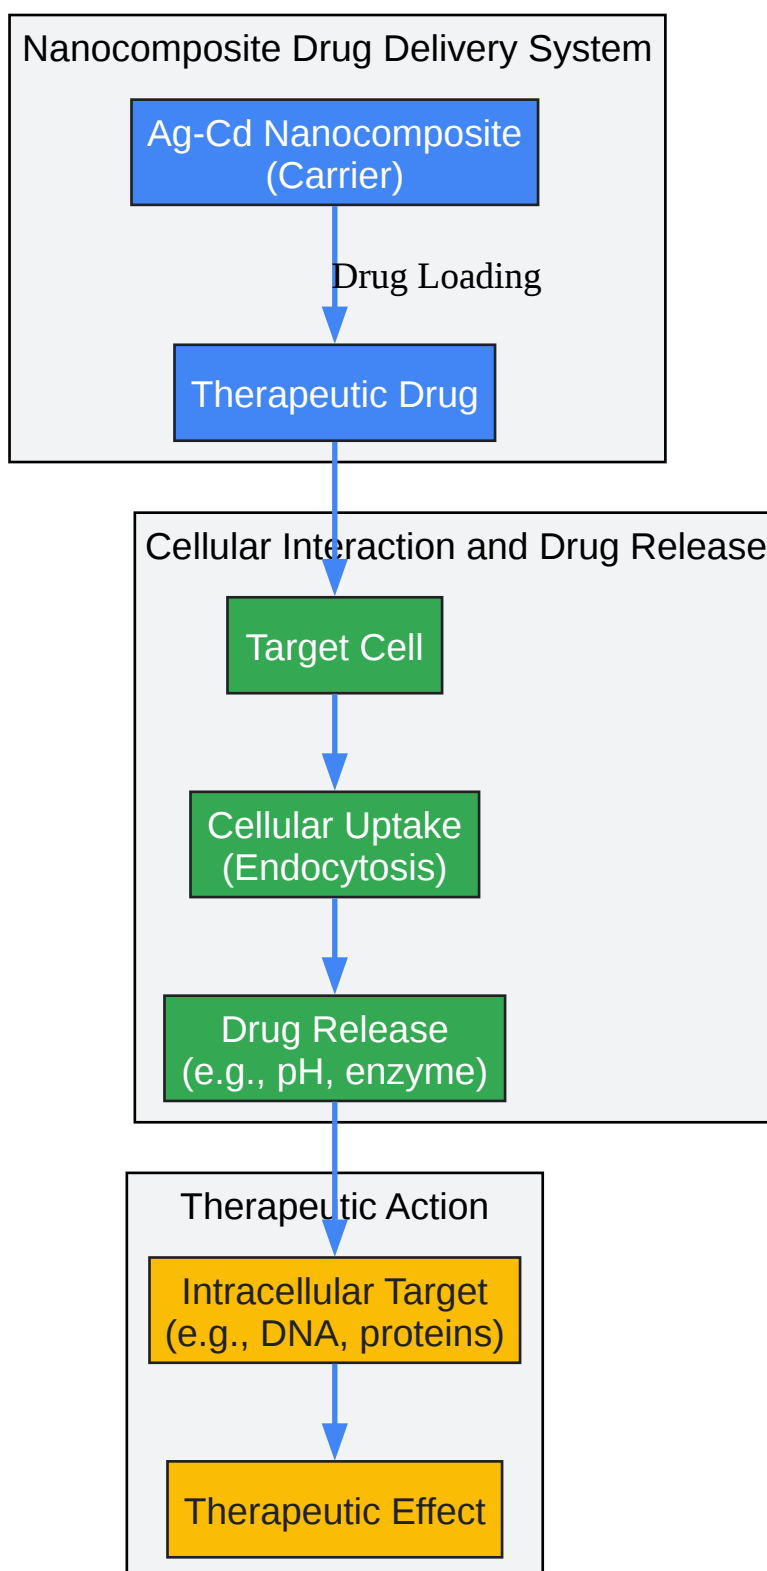 Nanocomposite Drug Delivery System
Ag-Cd Nanocomposite
(Carrier)
Drug Loading
Therapeutic Drug
Cellular Interaction and Drug Release
Target Cell
Cellular Uptake
(Endocytosis)
Drug Release
(e.g., pH, enzyme)
Therapeutic Action
Intracellular Target
(e.g., DNA, proteins)
Therapeutic Effect